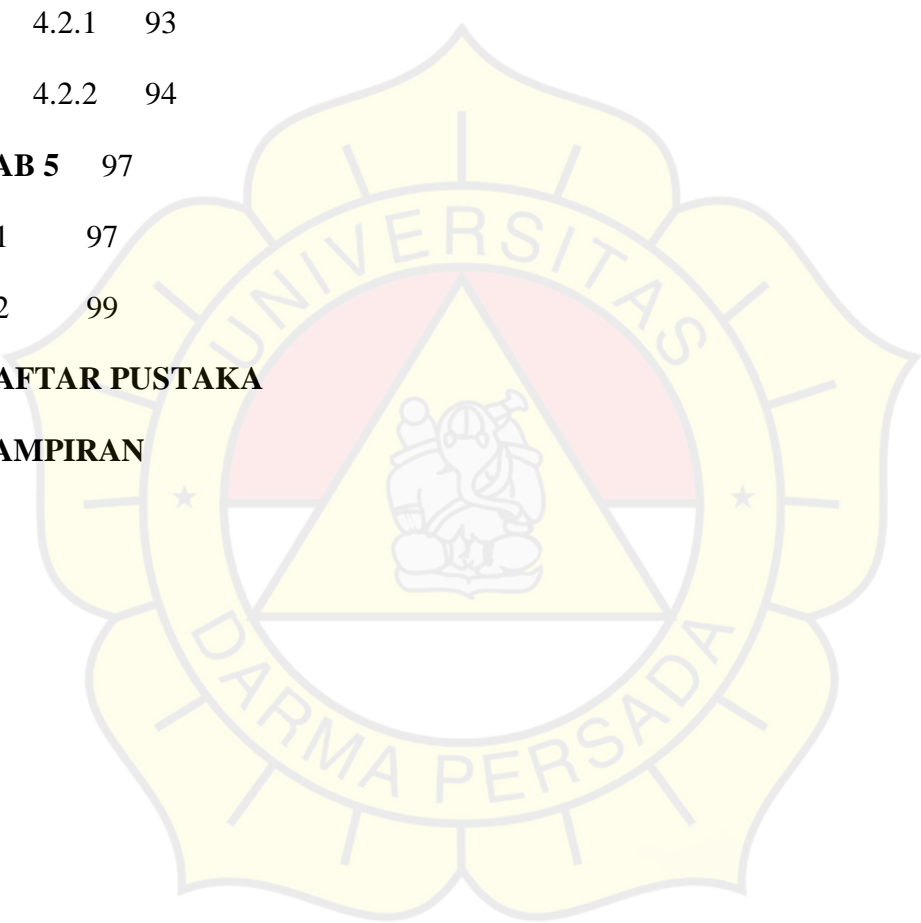 4.2.1 93
4.2.2 94
AB 5 97
1 97
2 99
AFTAR PUSTAKA
AMPIRAN
UNIVERSITAS
DARMA PERSADA